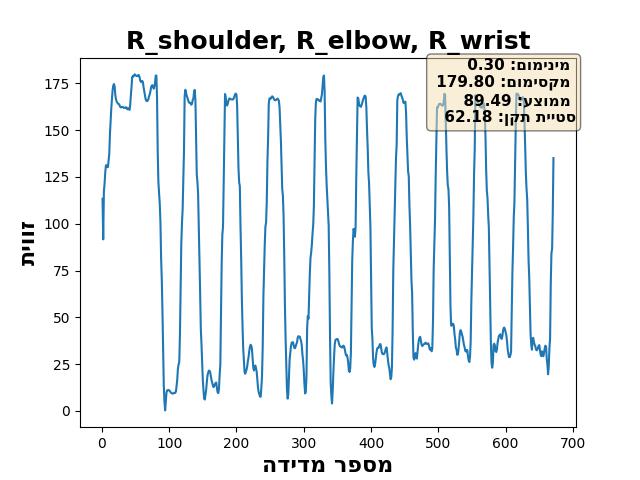 R_shoulder, R_elbow, R_wrist
מינימום: 0.30
מקסימום: 179.80
ממוצע: 89.49
סטיית תקן: 62.18
175
150
125
100
75
50
25
0
זווית
0 100 200 300 400 500 600 700
מספר מדידה